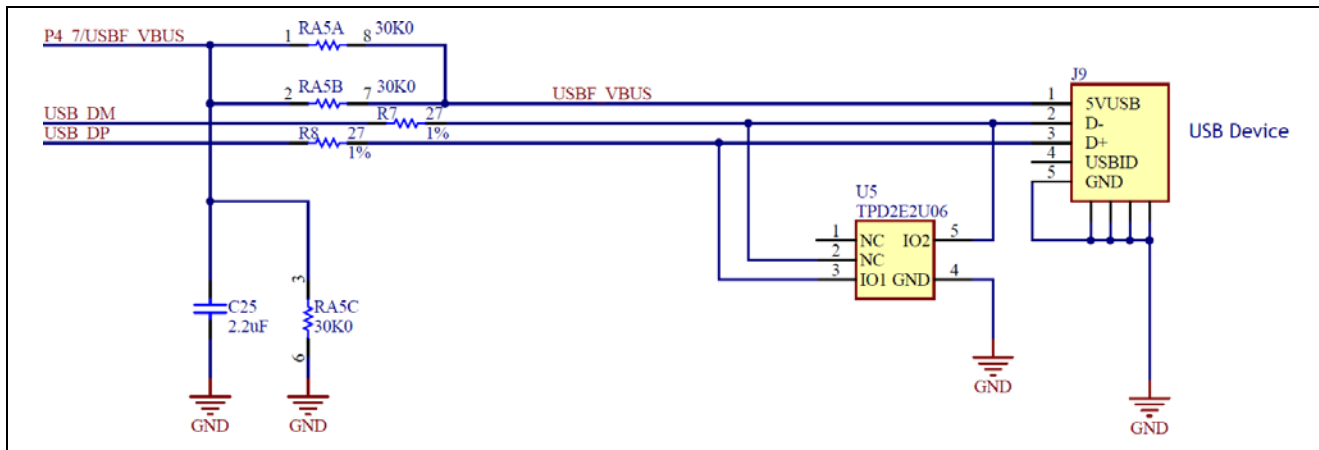 P4_7/USBF_VBUS
1 RA5A 8 30K0
2 RA5B 7 30K0
USBF_VBUS
USB_DM
R7 27
1%
USB_DP
R8 27
1%
J9
1 5VUSB
2 D-
3 D+
4 USBID
5 GND
USB Device
U5
TPD2E2U06
1 NC IO2 5
2 NC
3 IO1 GND 4
C25
2.2uF
3
RA5C
30K0
6
GND
GND
GND
GND